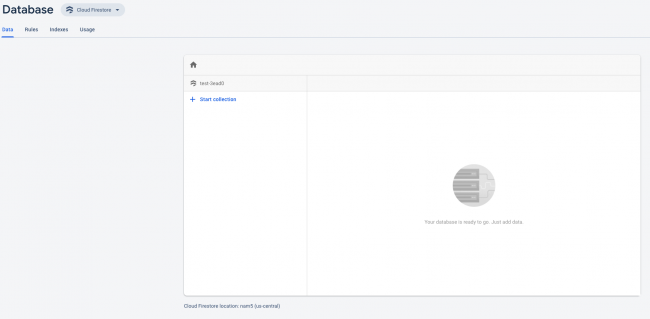 Database
Cloud Firestore
Data Rules Indexes Usage
test-3ead0
Start collection
Your database is ready to go. Just add data.
Cloud Firestore location: nam5 (us-central)